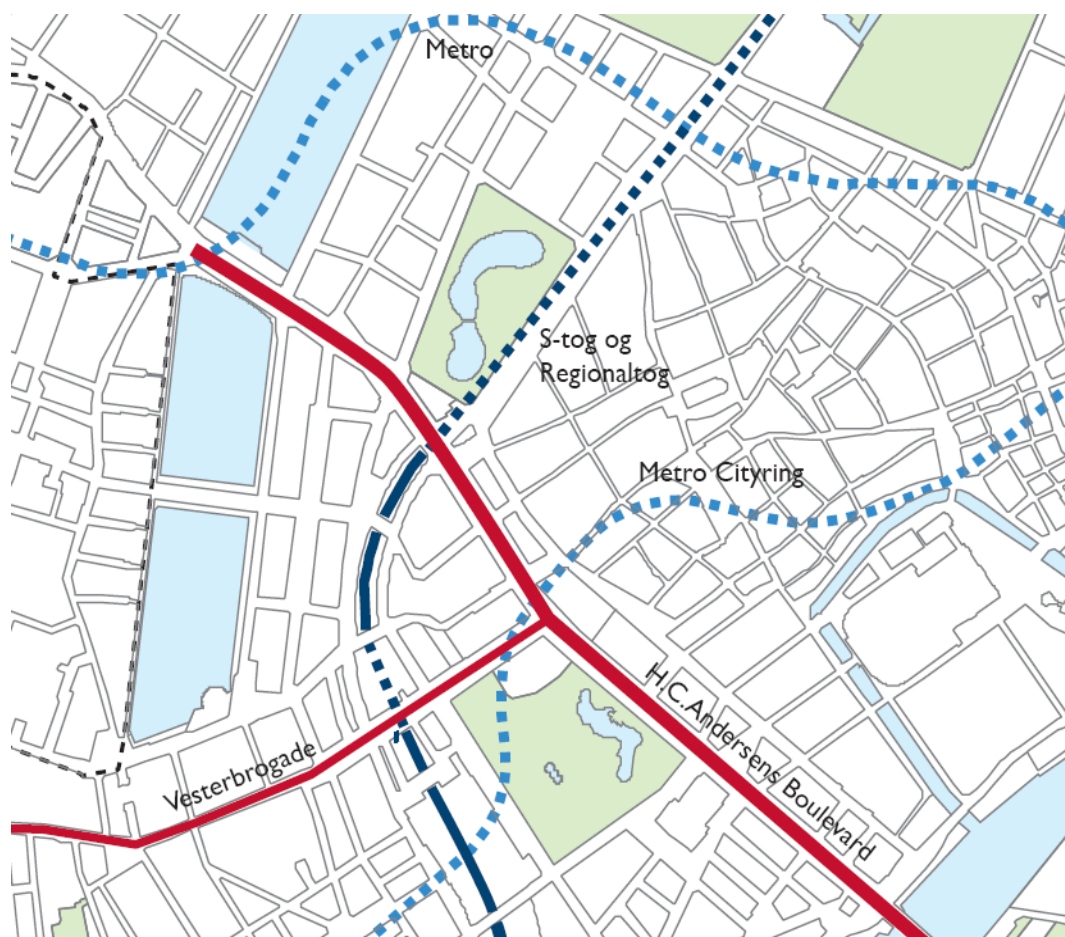 Metro
S-tog og
Regionaltog
Metro Cityring
H.C.Andersens Boulevard
Vesterbrogade